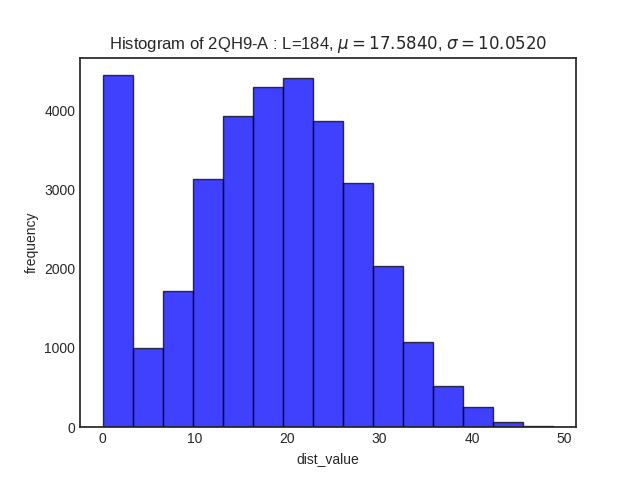 Histogram of 2QH9-A : L=184, μ = 17.5840, σ = 10.0520
frequency
4000
3000
2000
1000
0
0 10 20 30 40 50
dist_value